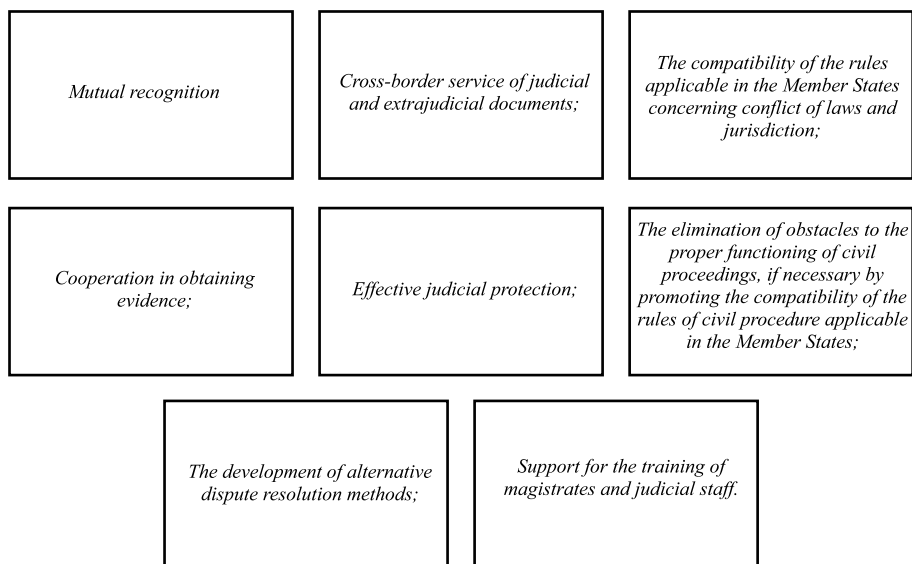 Mutual recognition
Cross-border service of judicial
and extrajudicial documents;
The compatibility of the rules
applicable in the Member States
concerning conflict of laws and
jurisdiction;
Cooperation in obtaining
evidence;
Effective judicial protection;
The elimination of obstacles to the
proper functioning of civil
proceedings, if necessary by
promoting the compatibility of the
rules of civil procedure applicable
in the Member States;
The development of alternative
dispute resolution methods;
Support for the training of
magistrates and judicial staff.